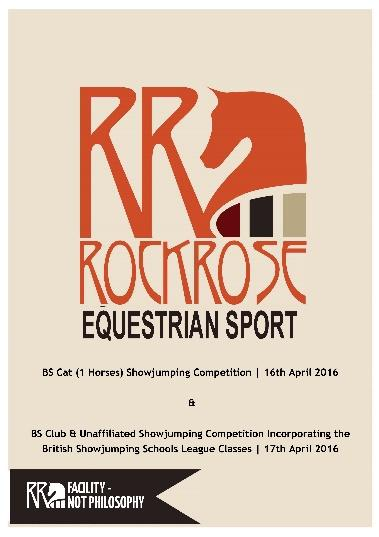 RR
ROCKROSE
EQUESTRIAN SPORT
BS Cat (1 Horses) Showjumping Competition | 16th April 2016
&
BS Club & Unaffiliated Showjumping Competition Incorporating the
British Showjumping Schools League Classes | 17th April 2016
RR FACILITY -
NOT PHILOSOPHY